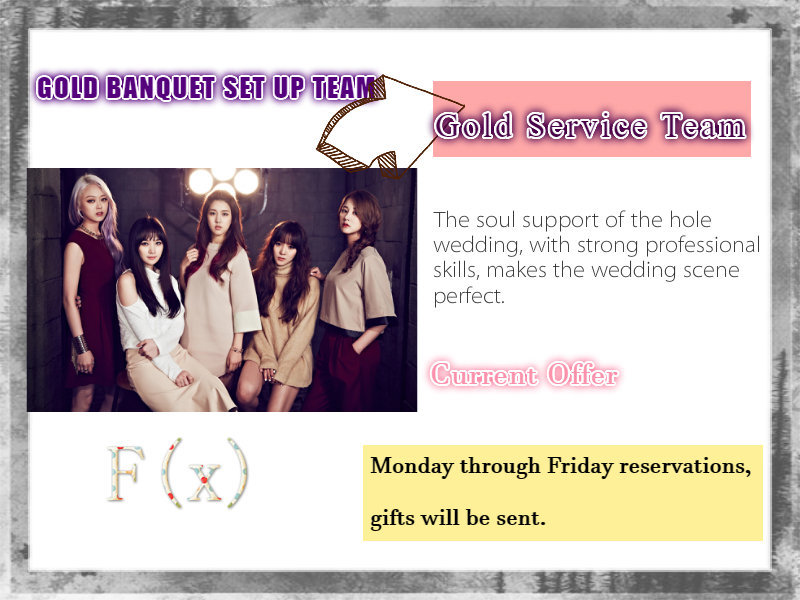 GOLD BANQUET SET UP TEAM
Gold Service Team
The soul support of the hole
wedding, with strong professional
skills, makes the wedding scene
perfect.
Current Offer
F(x)
Monday through Friday reservations,
gifts will be sent.